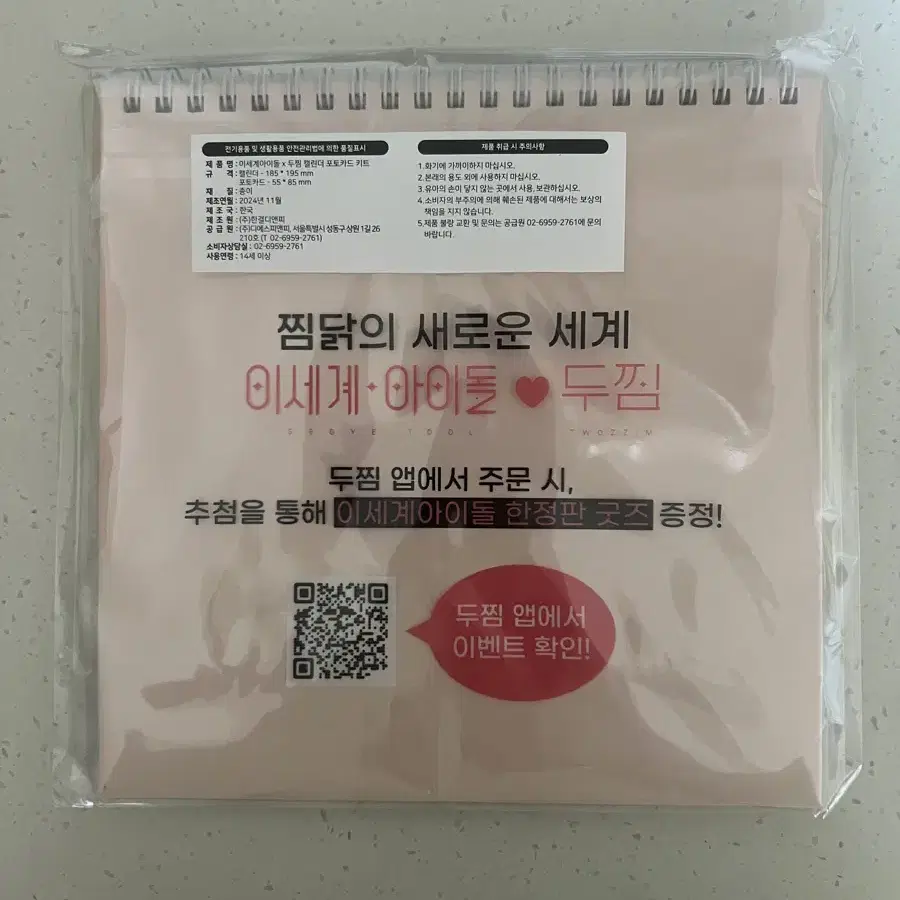 전기용품 및 생활용품 안전관리법에 의한 품질표시
제 품 명 : 이세계아이돌 x 두찜 캘린더 포토카드 키트
규 격 : 캘린더 - 185 * 195 mm
포토카드 - 55 * 85 mm
재 질 : 종이
제조연월 : 2024년 11월
제 조 국 : 한국
제 조 원 : (주)한결디앤피
공 급 원 : (주)디에스피앤피, 서울특별시 성동구 상원1길 26
210호 (T 02-6959-2761)
소비자상담실 : 02-6959-2761
사용연령 : 14세 이상
제품 취급 시 주의사항
1.화기에 가까이하지 마십시오.
2.본래의 용도 외에 사용하지 마십시오.
3.유아의 손이 닿지 않는 곳에서 사용, 보관하십시오.
4.소비자의 부주의에 의해 훼손된 제품에 대해서는 보상의
책임을 지지 않습니다.
5.제품 불량 교환 및 문의는 공급원 02-6959-2761에 문의
바랍니다.
찜닭의 새로운 세계
이세계아이돌 ♥ 두찜
SEGYE IDOL TWOZZIM
두찜 앱에서 주문 시,
추첨을 통해 이세계아이돌 한정판 굿즈 증정!
두찜 앱에서
이벤트 확인!